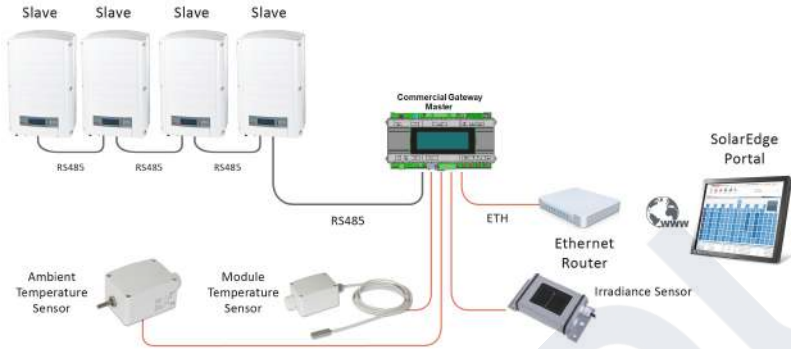 Slave Slave Slave Slave
Commercial Gateway
Master
SolarEdge
Portal
RS485 RS485 RS485
RS485
ETH
WWW
Ethernet
Router
Ambient
Temperature
Sensor
Module
Temperature
Sensor
Irradiance Sensor